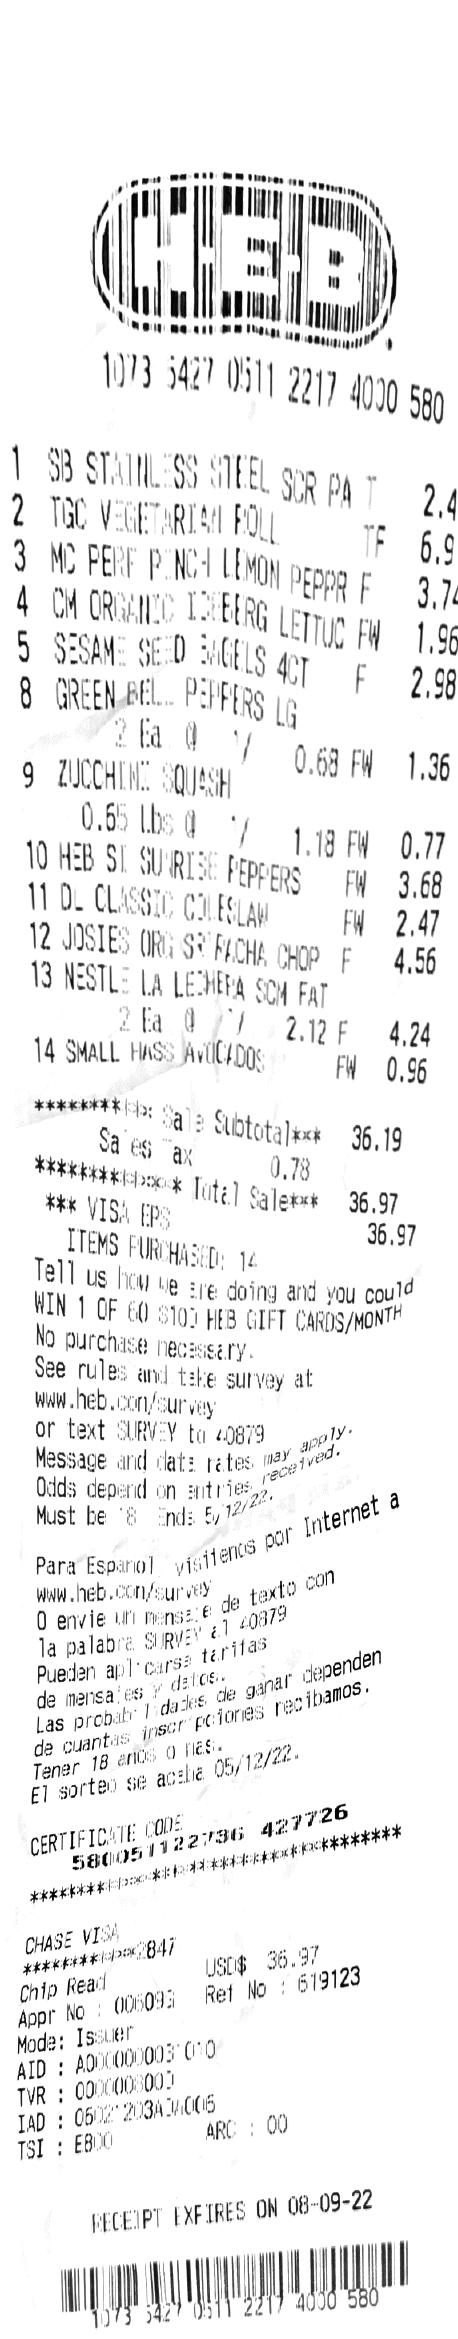 H-E-B
1073 5427 0511 2217 4000 580
1 SB STAINLESS STEEL SCR PA T 2.4
2 TGC VEGETARIAN ROLL TF 6.9
3 MC PERF PINCH LEMON PEPPR F 3.74
4 CM ORGANIC ICEBERG LETTUC FW 1.96
5 SESAME SEED BAGELS 4CT F 2.98
8 GREEN BELL PEPPERS LG
2 Ea @ 1/ 0.68 FW 1.36
9 ZUCCHINI SQUASH
0.65 Lbs @ 1/ 1.18 FW 0.77
10 HEB SI SUNRISE PEPPERS FW 3.68
11 DL CLASSIC COLESLAW FW 2.47
12 JOSIES ORG SRIRACHA CHOP F 4.56
13 NESTLE LA LECHERA SCM FAT
2 Ea @ 1/ 2.12 F 4.24
14 SMALL HASS AVOCADOS FW 0.96
************ Sale Subtotal*** 36.19
Sales Tax 0.78
************* Total Sale*** 36.97
*** VISA EPS 36.97
ITEMS PURCHASED: 14
Tell us how we are doing and you could
WIN 1 OF 60 $100 HEB GIFT CARDS/MONTH
No purchase necessary.
See rules and take survey at
www.heb.com/survey
or text SURVEY to 40879
Message and data rates may apply.
Odds depend on entries received.
Must be 18 Ends 5/12/22.
Para Espanol visitenos por Internet a
www.heb.com/survey
O envie un mensaje de texto con
la palabra SURVEY al 40879
Pueden aplicarse tarifas
de mensajes y datos.
Las probabilidades de ganar dependen
de cuantas inscripciones recibamos.
Tener 18 anos o mas.
El sorteo se acaba 05/12/22.
CERTIFICATE CODE
580051122736 427726
**************************************
CHASE VISA
************2847
Chip Read USD$ 36.97
Appr No : 006093 Ref No : 619123
Mode: Issuer
AID : A0000000031010
TVR : 0000008000
IAD : 06021203A0A006
TSI : E800 ARC : 00
RECEIPT EXPIRES ON 08-09-22
1073 5427 0511 2217 4000 580